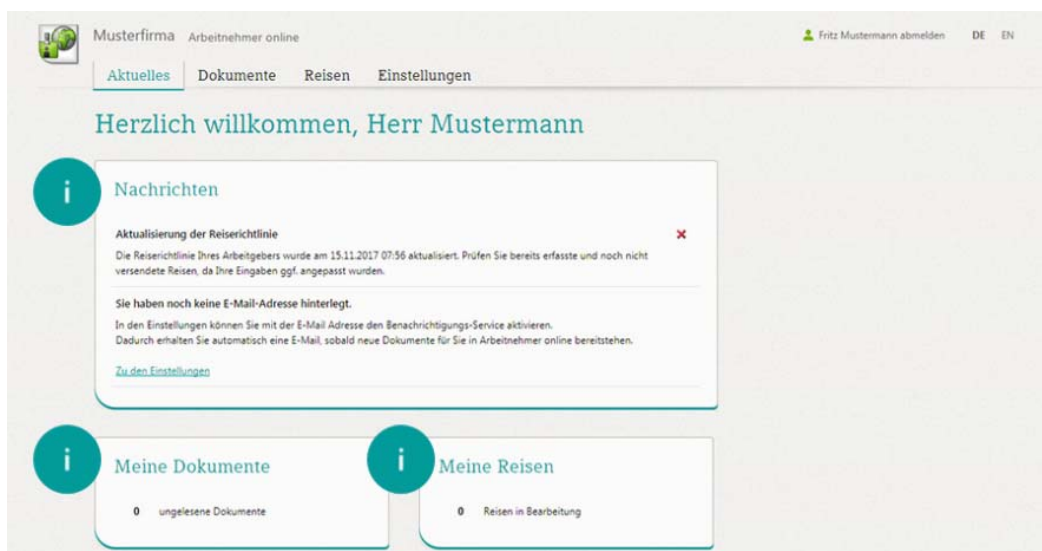 Musterfirma Arbeitnehmer online
Fritz Mustermann abmelden DE EN
Aktuelles Dokumente Reisen Einstellungen
Herzlich willkommen, Herr Mustermann
i
Nachrichten
Aktualisierung der Reiserichtlinie
Die Reiserichtlinie Ihres Arbeitgebers wurde am 15.11.2017 07:56 aktualisiert. Prüfen Sie bereits erfasste und noch nicht
versendete Reisen, da Ihre Eingaben ggf. angepasst wurden.
Sie haben noch keine E-Mail-Adresse hinterlegt.
In den Einstellungen können Sie mit der E-Mail Adresse den Benachrichtigungs-Service aktivieren.
Dadurch erhalten Sie automatisch eine E-Mail, sobald neue Dokumente für Sie in Arbeitnehmer online bereitstehen.
Zu den Einstellungen
i
Meine Dokumente
0 ungelesene Dokumente
i
Meine Reisen
0 Reisen in Bearbeitung